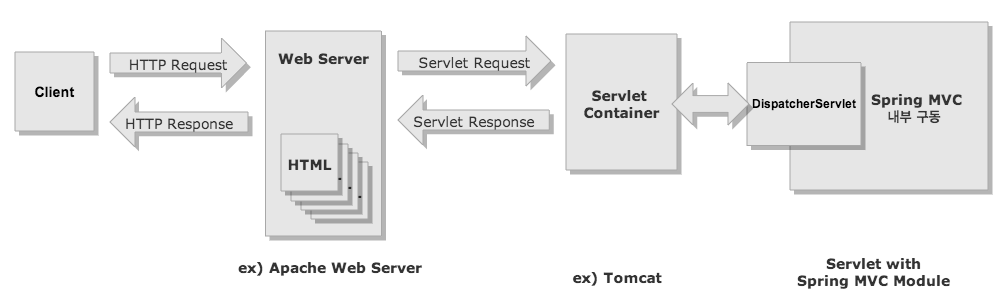 Client
HTTP Request
HTTP Response
Web Server
HTML
ex) Apache Web Server
Servlet Request
Servlet Response
Servlet
Container
ex) Tomcat
DispatcherServlet
Spring MVC
내부 구동
Servlet with
Spring MVC Module